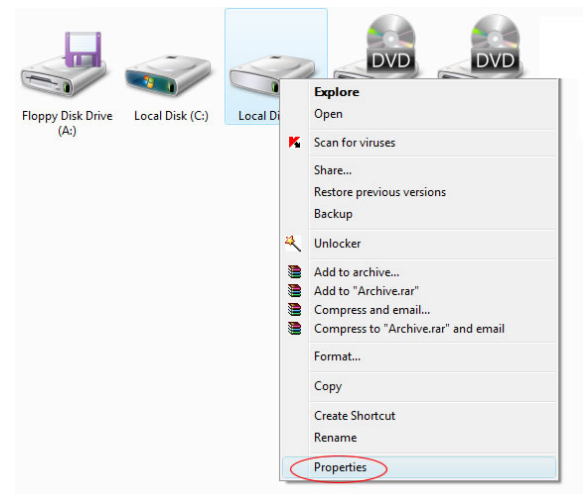 DVD
DVD
Floppy Disk Drive
(A:)
Local Disk (C:)
Local Di
Explore
Open
Scan for viruses
Share...
Restore previous versions
Backup
Unlocker
Add to archive...
Add to "Archive.rar"
Compress and email...
Compress to "Archive.rar" and email
Format...
Copy
Create Shortcut
Rename
Properties